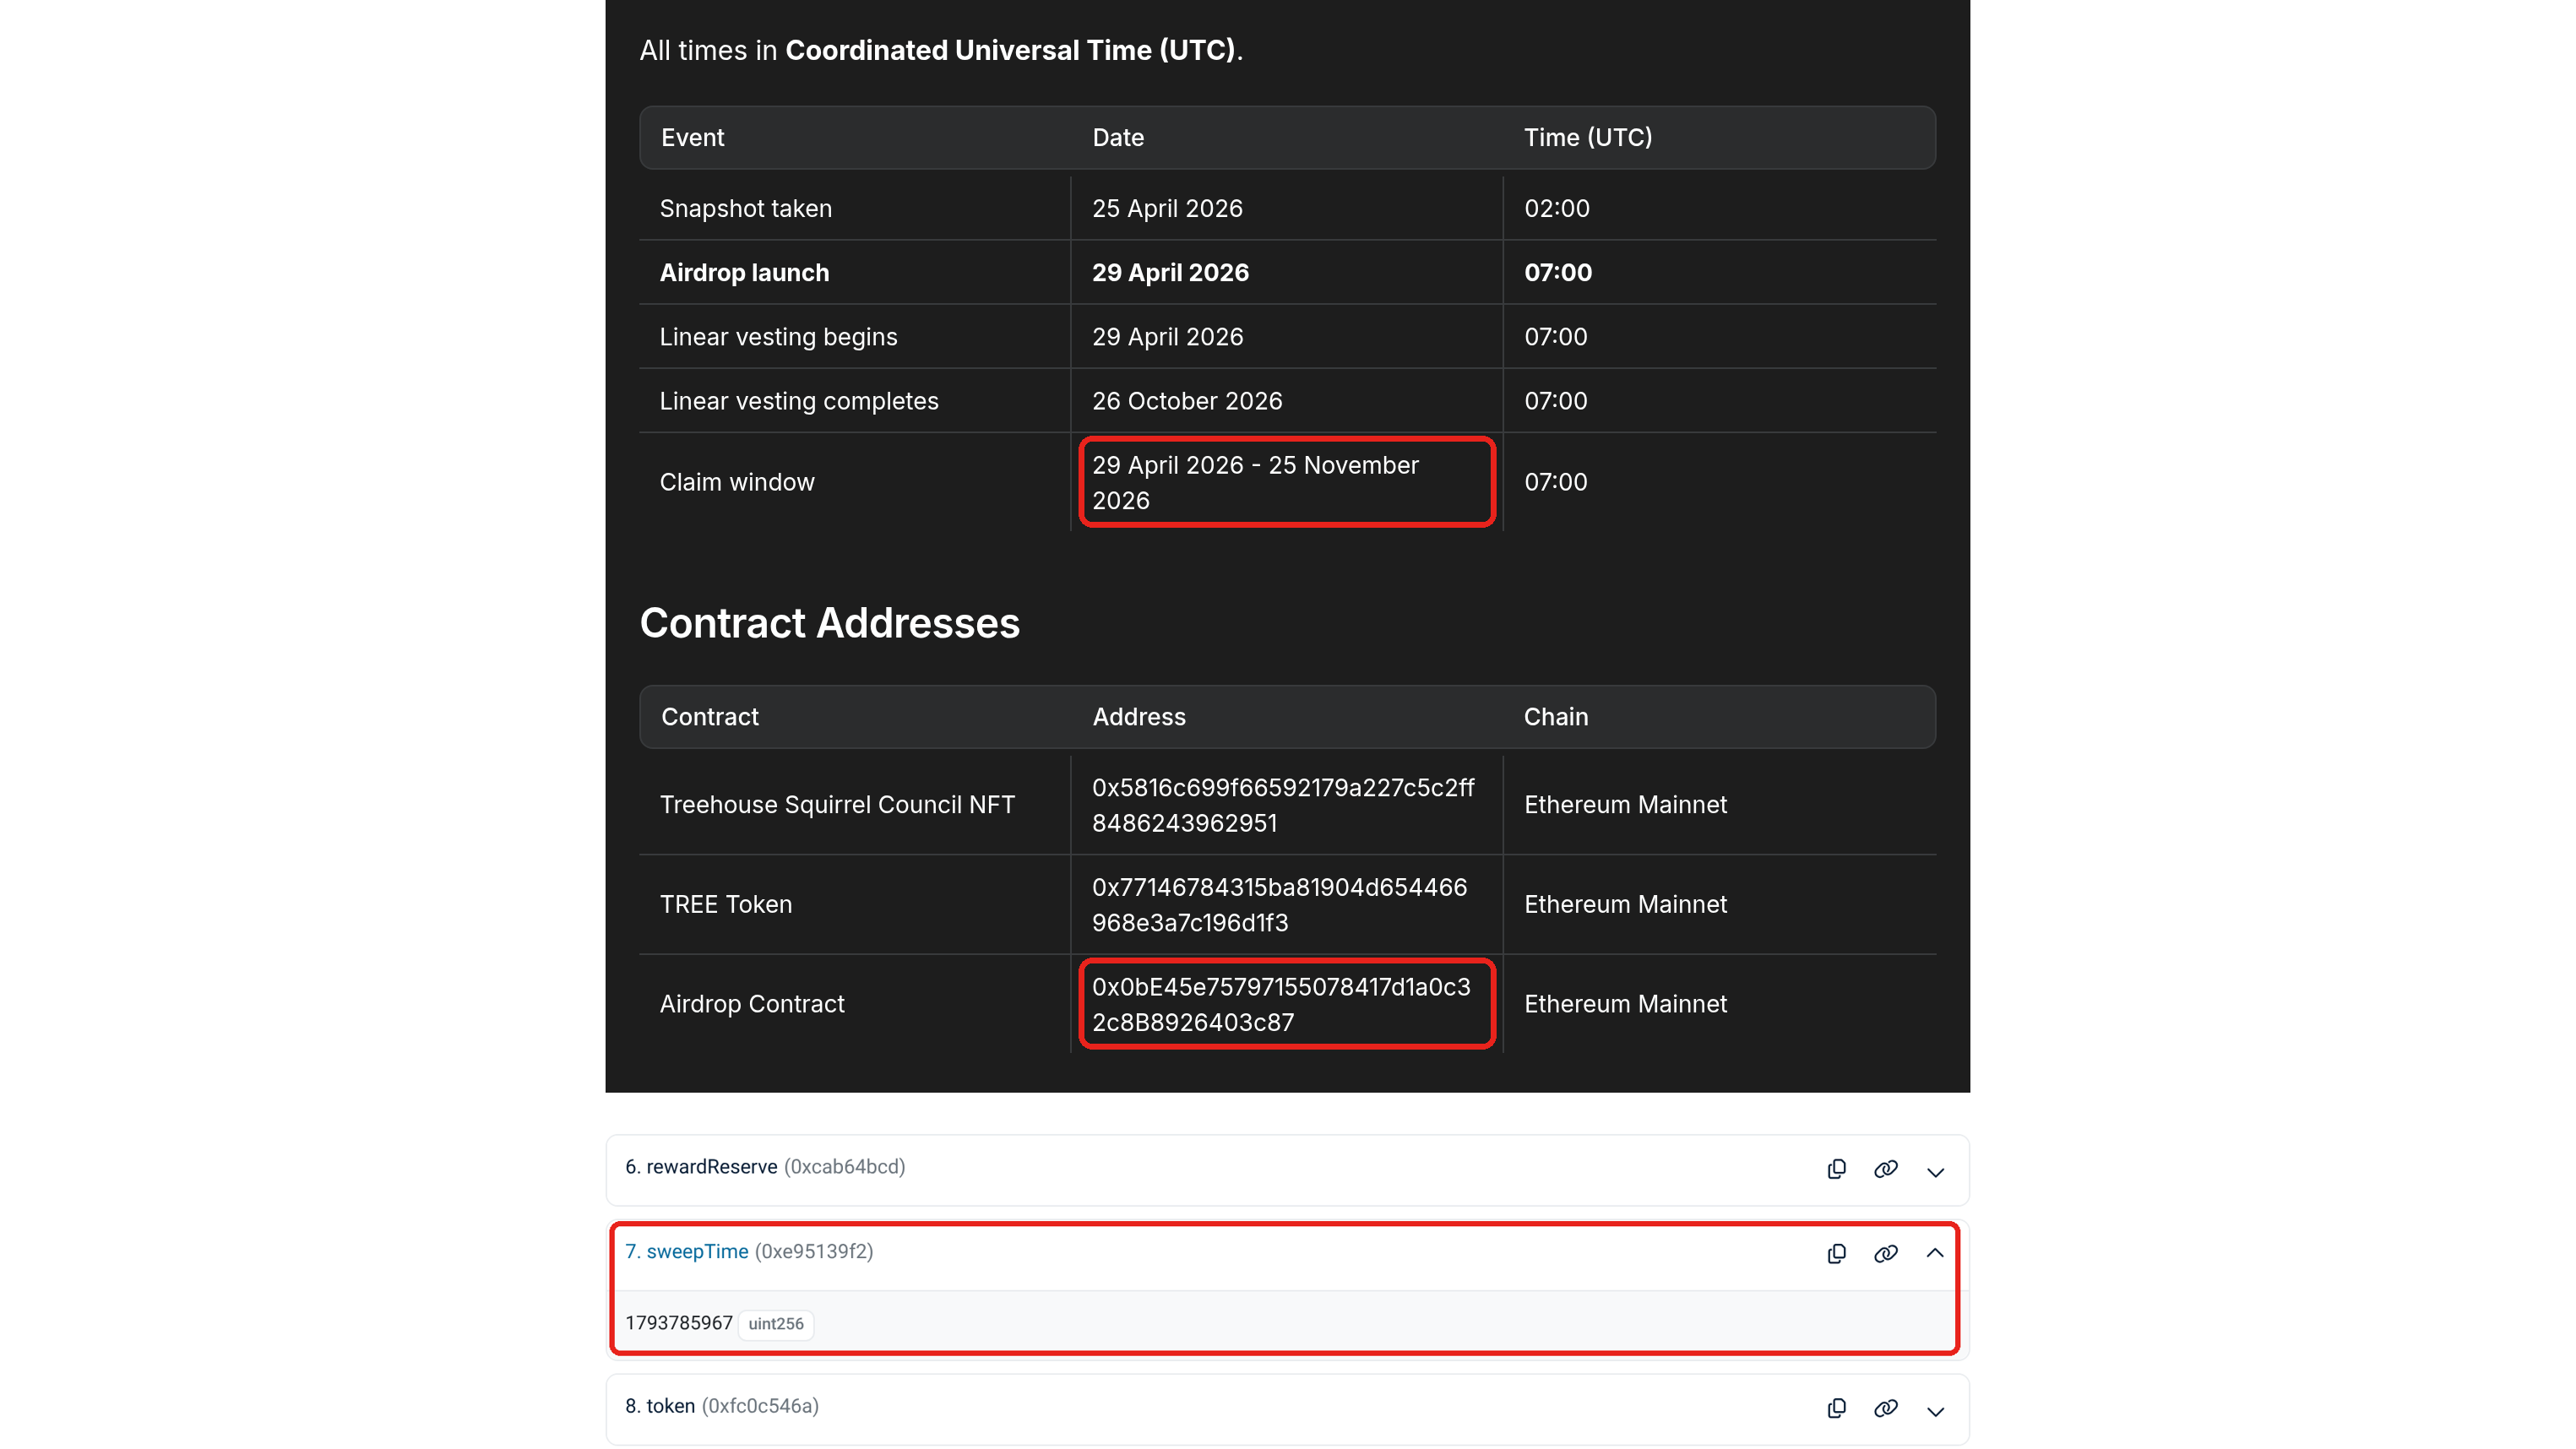 All times in Coordinated Universal Time (UTC).
Event Date Time (UTC)
Snapshot taken 25 April 2026 02:00
Airdrop launch 29 April 2026 07:00
Linear vesting begins 29 April 2026 07:00
Linear vesting completes 26 October 2026 07:00
Claim window 29 April 2026 - 25 November 07:00
2026
Contract Addresses
Contract Address Chain
Treehouse Squirrel Council NFT 0x5816c699f66592179a227c5c2ff Ethereum Mainnet
8486243962951
TREE Token 0x77146784315ba81904d654466 Ethereum Mainnet
968e3a7c196d1f3
Airdrop Contract 0x0bE45e75797155078417d1a0c3 Ethereum Mainnet
2c8B8926403c87
6. rewardReserve (0xcab64bcd)
7. sweepTime (0xe95139f2)
1793785967 uint256
8. token (0xfc0c546a)